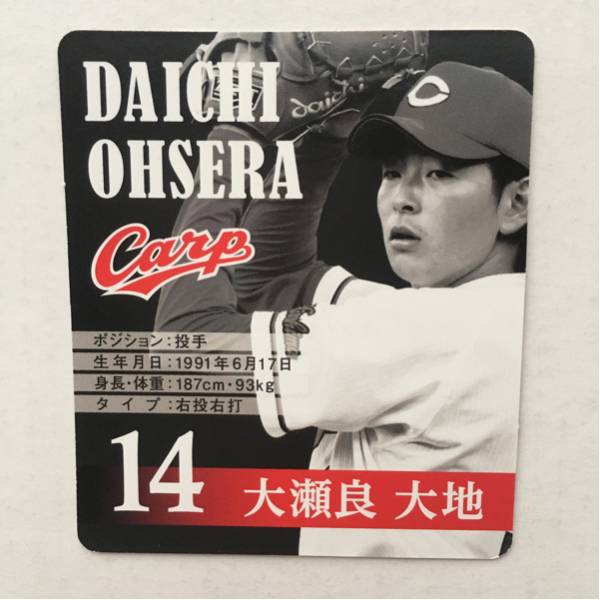 DAICHI
OHSERA
Carp
ポジション:投手
生年月日:1991年6月17日
身長・体重:187cm・93kg
タイプ:右投右打
14
大瀬良 大地
daichi
C